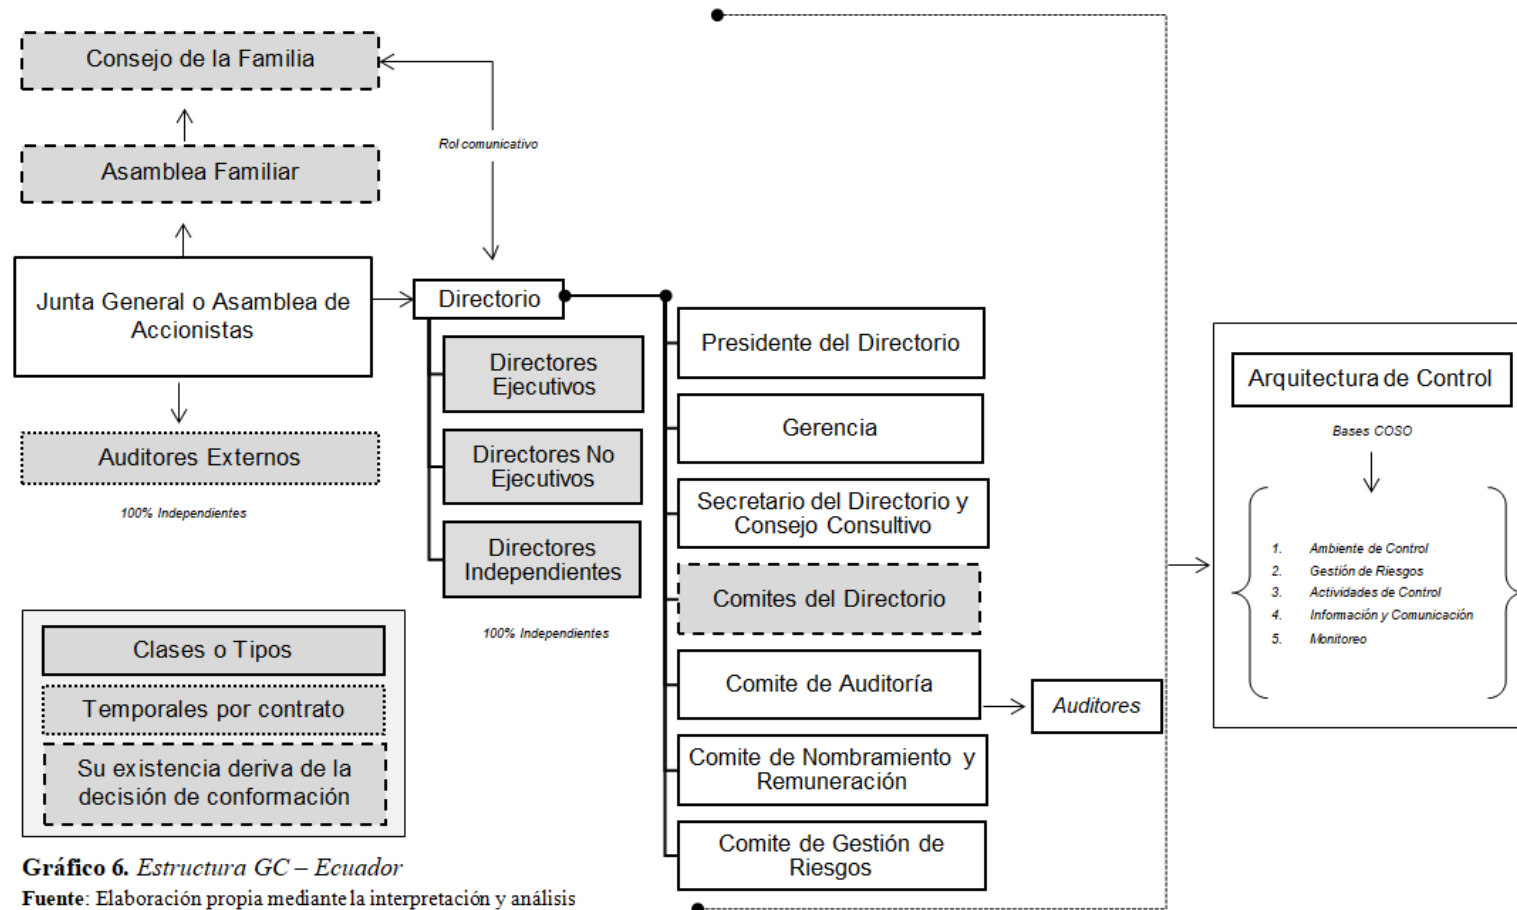 Consejo de la Familia
Rol comunicativo
Asamblea Familiar
Junta General o Asamblea de
Accionistas
Auditores Externos
100% Independientes
Directorio
Directores
Ejecutivos
Directores No
Ejecutivos
Directores
Independientes
100% Independientes
Presidente del Directorio
Gerencia
Secretario del Directorio y
Consejo Consultivo
Comites del Directorio
Comite de Auditoría
Auditores
Comite de Nombramiento y
Remuneración
Comite de Gestión de
Riesgos
Arquitectura de Control
Bases COSO
1. Ambiente de Control
2. Gestión de Riesgos
3. Actividades de Control
4. Información y Comunicación
5. Monitoreo
Clases o Tipos
Temporales por contrato
Su existencia deriva de la
decisión de conformación
Gráfico 6. Estructura GC – Ecuador
Fuente: Elaboración propia mediante la interpretación y análisis